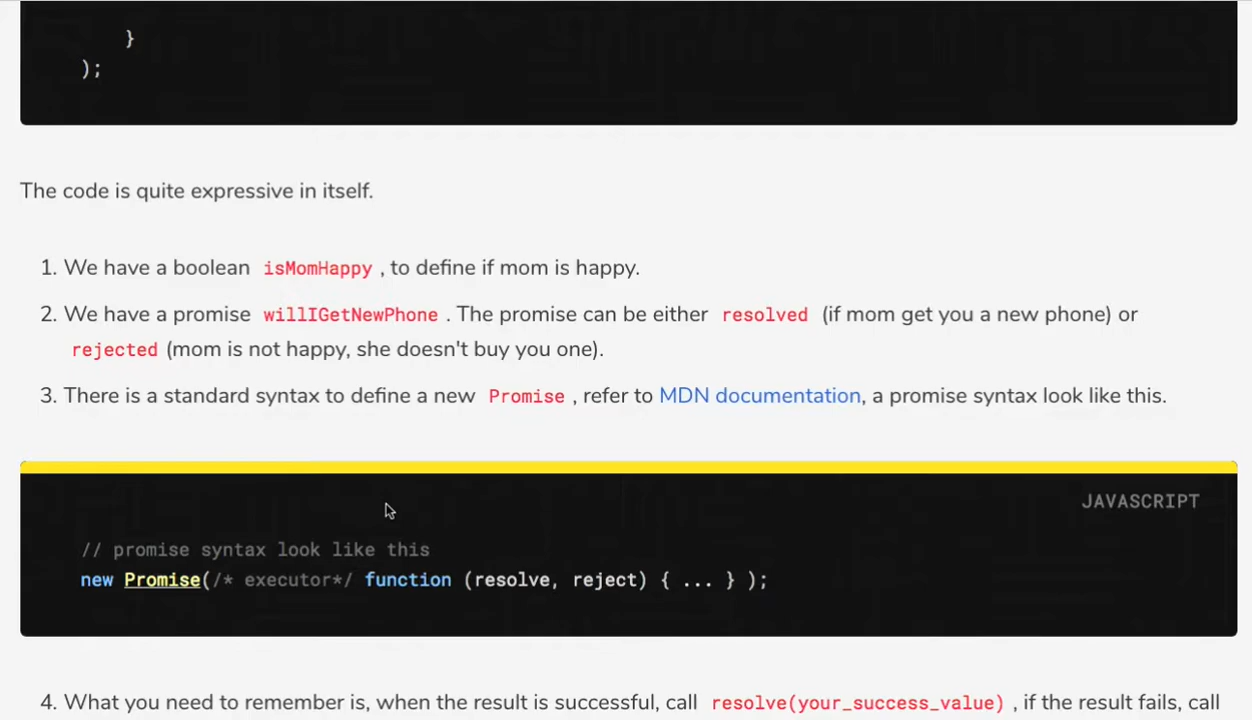 }
);
The code is quite expressive in itself.
1. We have a boolean isMomHappy , to define if mom is happy.
2. We have a promise willIGetNewPhone . The promise can be either resolved (if mom get you a new phone) or
rejected (mom is not happy, she doesn't buy you one).
3. There is a standard syntax to define a new Promise , refer to MDN documentation, a promise syntax look like this.
JAVASCRIPT
// promise syntax look like this
new Promise(/* executor*/ function (resolve, reject) { ... } );
4. What you need to remember is, when the result is successful, call resolve(your_success_value) , if the result fails, call